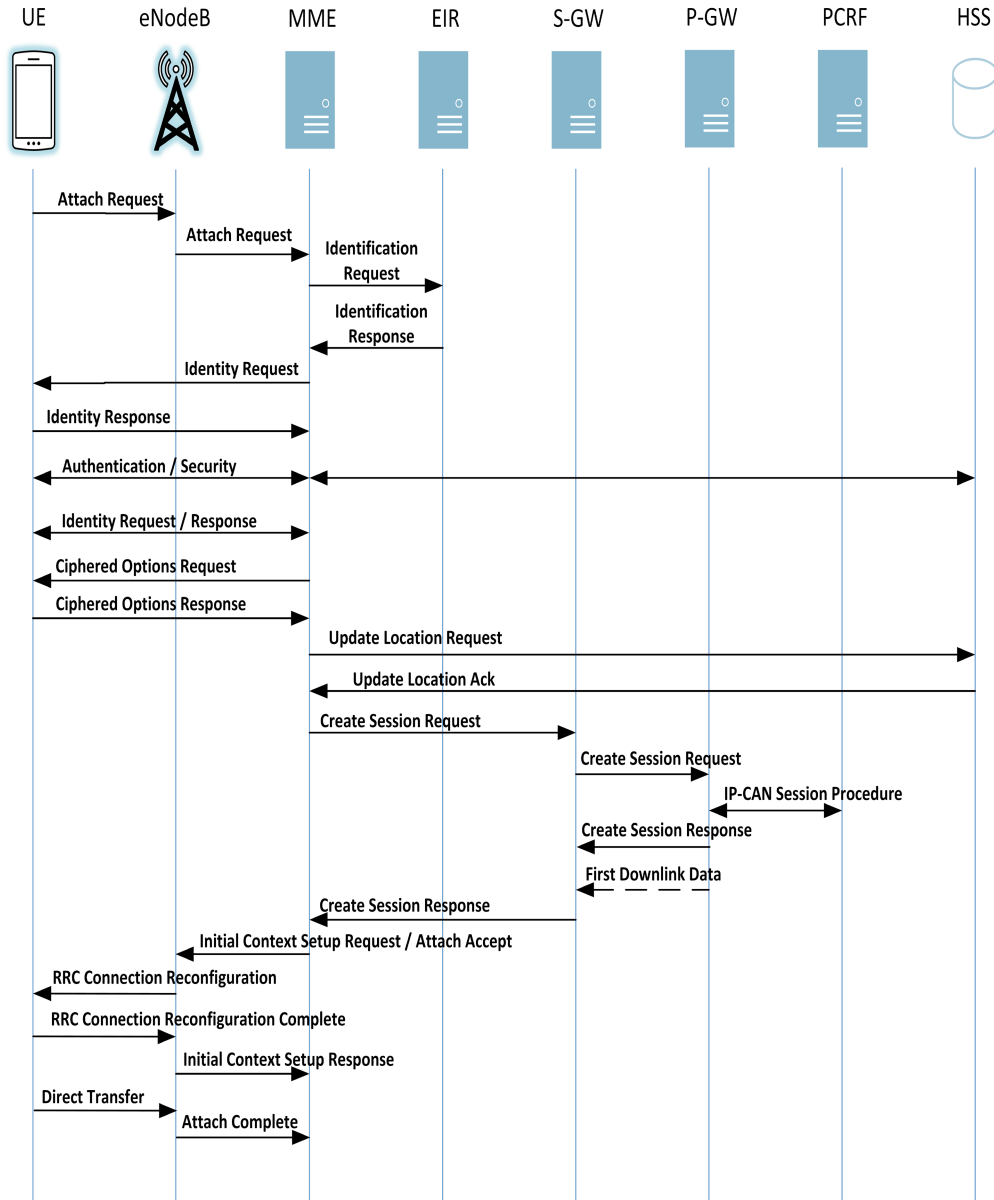 UE eNodeB MME EIR S-GW P-GW PCRF HSS
Attach Request
Attach Request
Identification
Request
Identification
Response
Identity Request
Identity Response
Authentication / Security
Identity Request / Response
Ciphered Options Request
Ciphered Options Response
Update Location Request
Update Location Ack
Create Session Request
Create Session Request
IP-CAN Session Procedure
Create Session Response
First Downlink Data
Create Session Response
Initial Context Setup Request / Attach Accept
RRC Connection Reconfiguration
RRC Connection Reconfiguration Complete
Initial Context Setup Response
Direct Transfer
Attach Complete